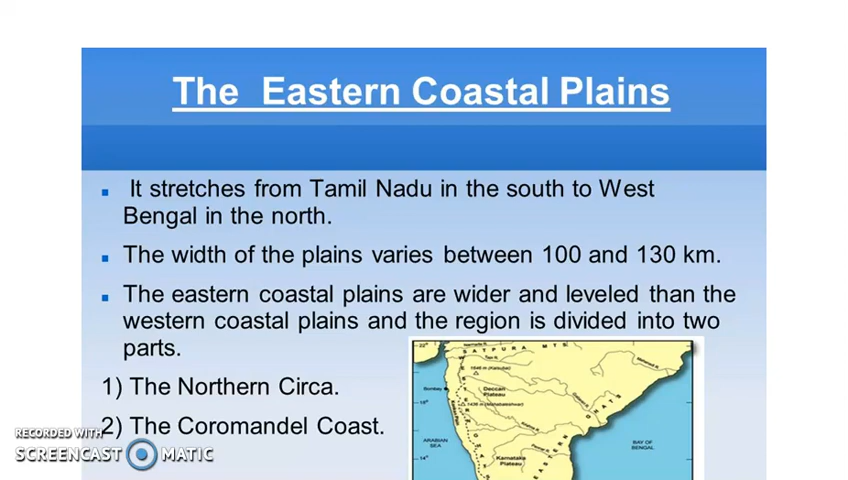 The Eastern Coastal Plains
It stretches from Tamil Nadu in the south to West
Bengal in the north.
The width of the plains varies between 100 and 130 km.
The eastern coastal plains are wider and leveled than the
western coastal plains and the region is divided into two
parts.
1) The Northern Circa.
2) The Coromandel Coast.
SATPURA MTS
Bombay
Deccan
Plateau
ARABIAN
SEA
BAY OF
BENGAL
Karnataka
Plateau
RECORDED WITH
SCREENCAST MATIC